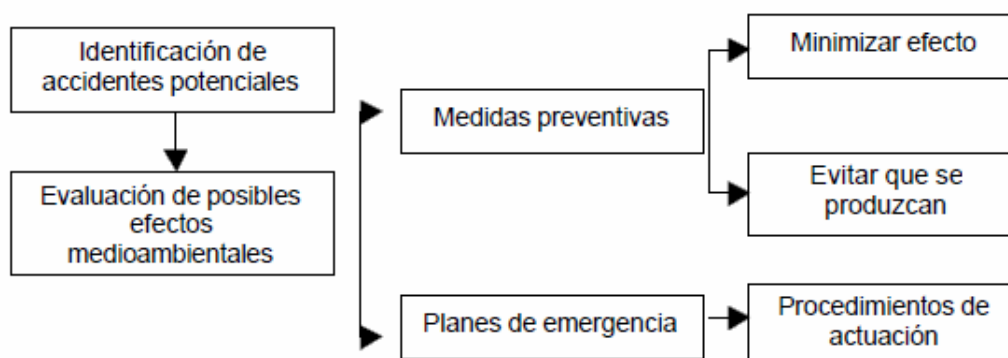 Identificación de
accidentes potenciales
Evaluación de posibles
efectos
medioambientales
Medidas preventivas
Planes de emergencia
Minimizar efecto
Evitar que se
produzcan
Procedimientos de
actuación